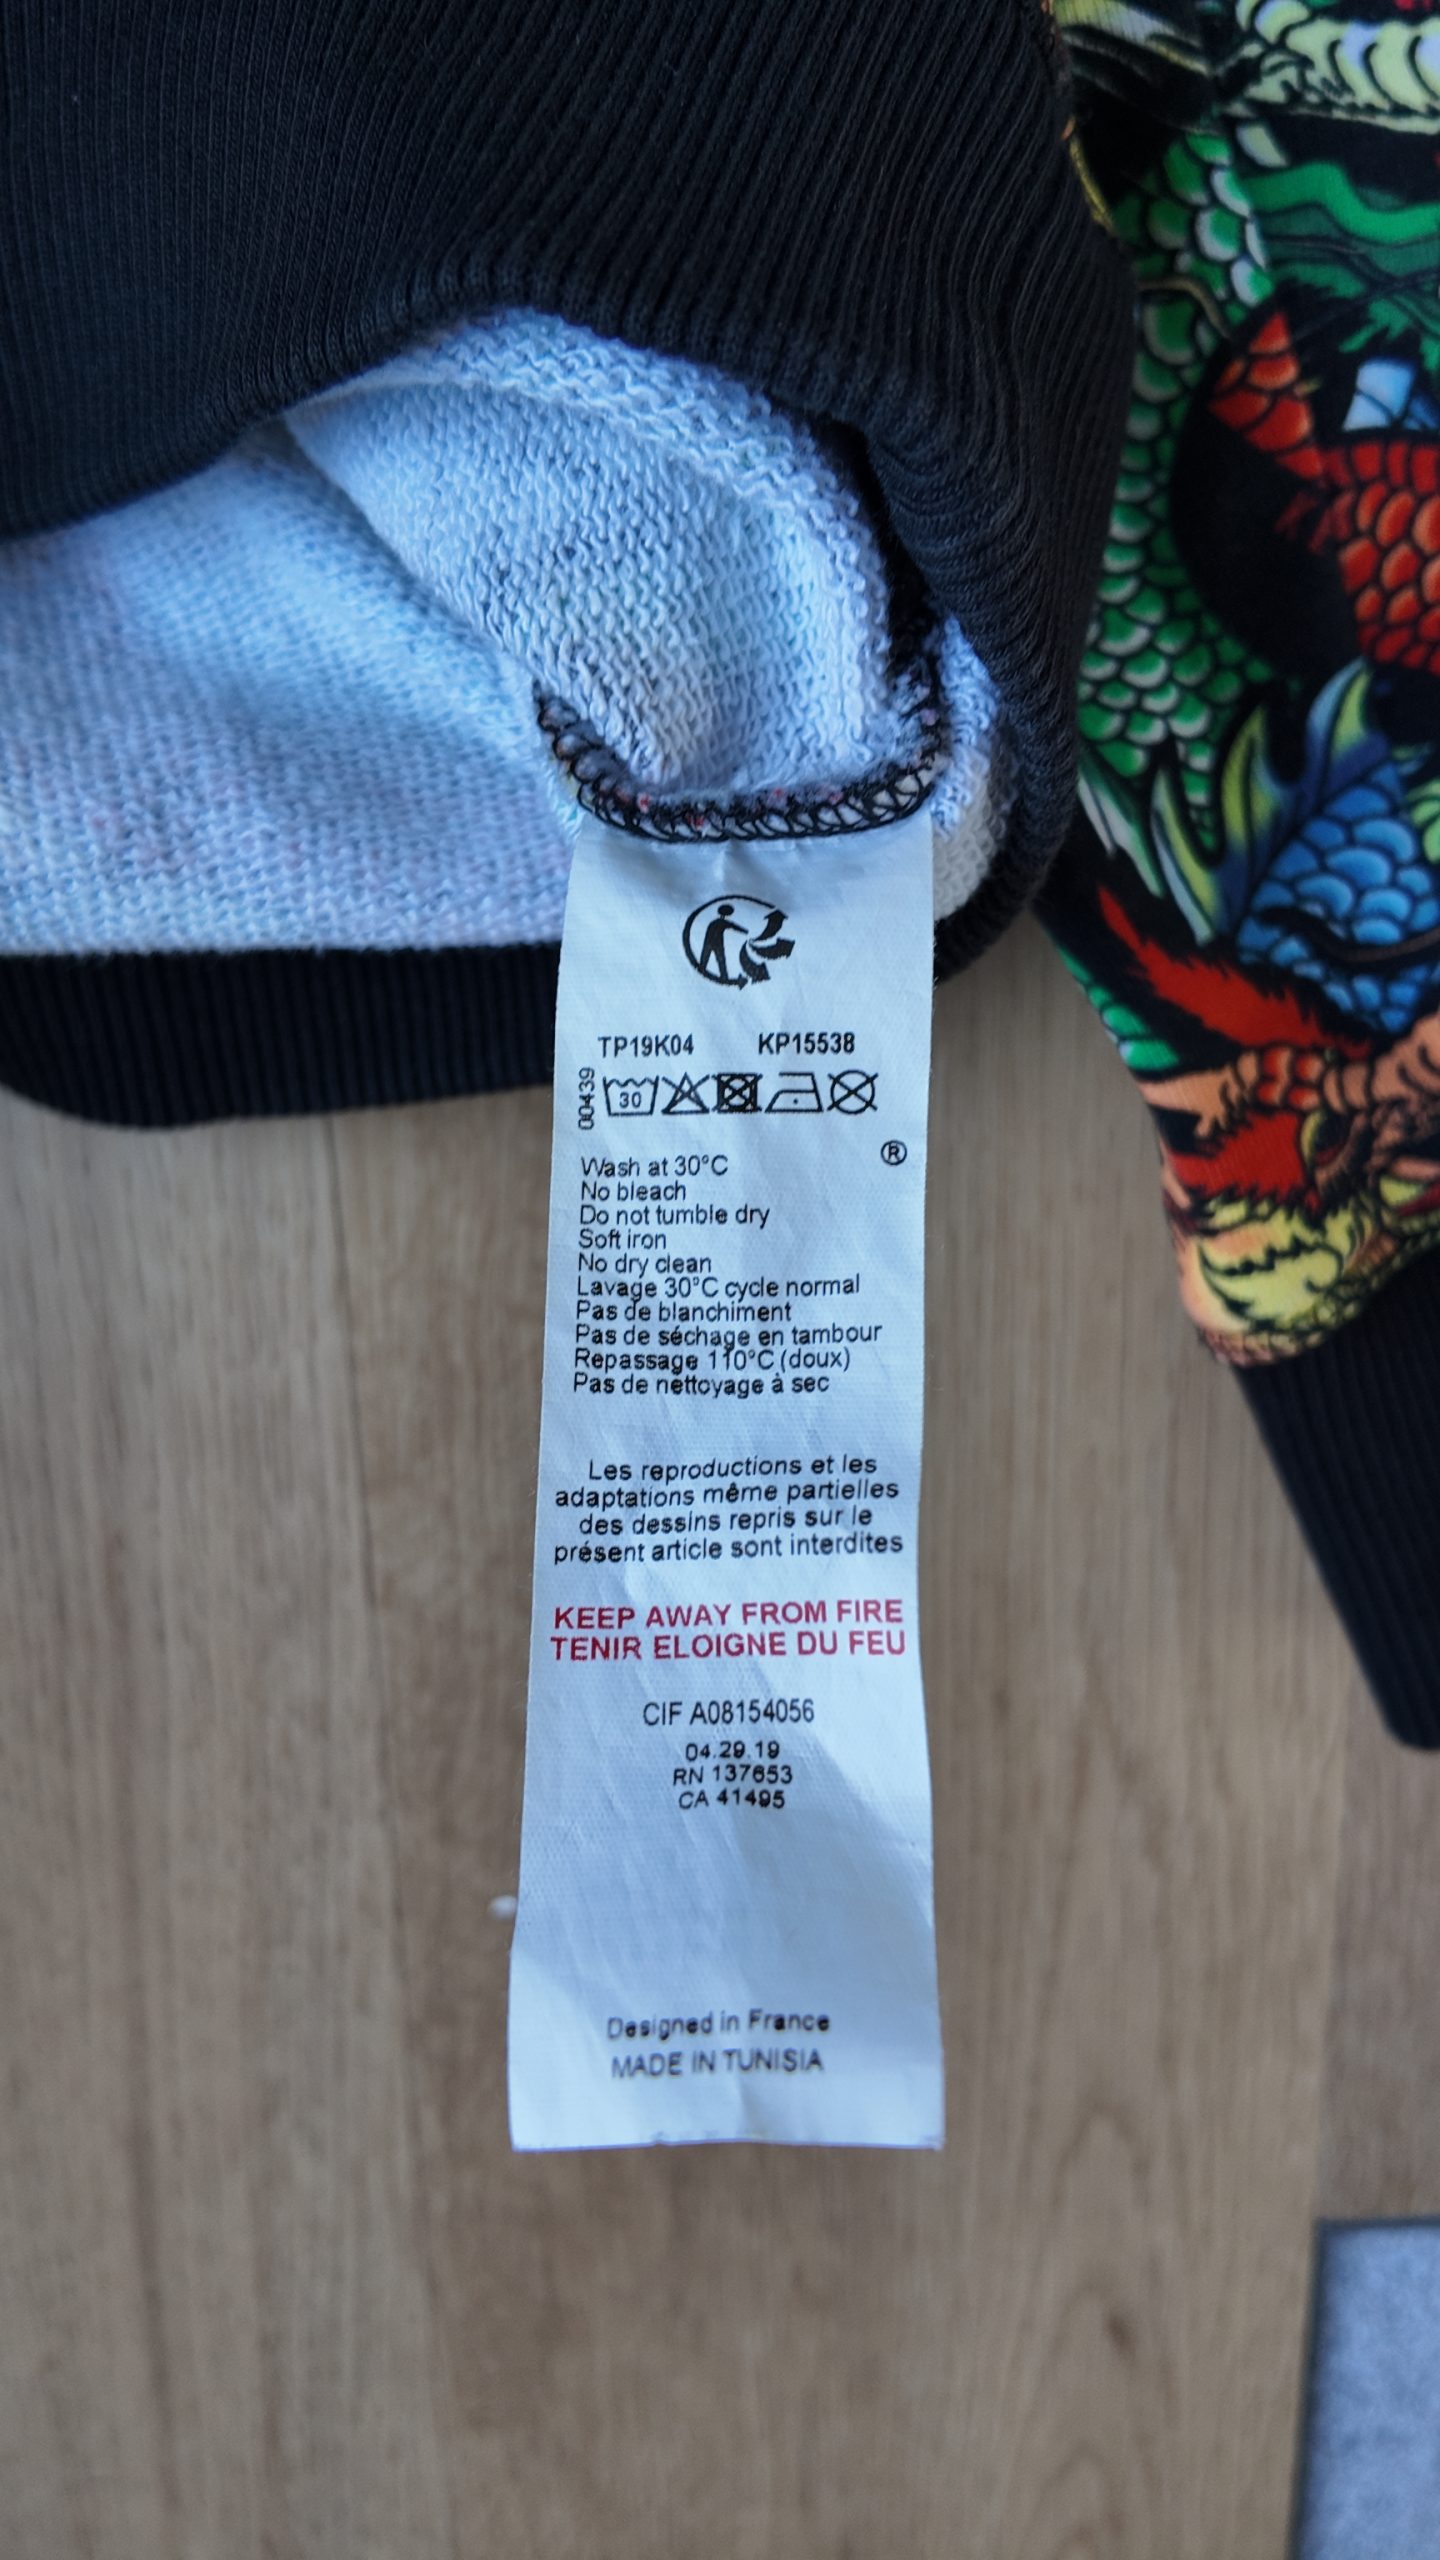 TP19K04 KP15538
00439
30
®
Wash at 30°C
No bleach
Do not tumble dry
Soft iron
No dry clean
Lavage 30°C cycle normal
Pas de blanchiment
Pas de séchage en tambour
Repassage 110°C (doux)
Pas de nettoyage à sec
Les reproductions et les
adaptations même partielles
des dessins repris sur le
présent article sont interdites
KEEP AWAY FROM FIRE
TENIR ELOIGNE DU FEU
CIF A08154056
04.29.19
RN 137653
CA 41495
Designed in France
MADE IN TUNISIA